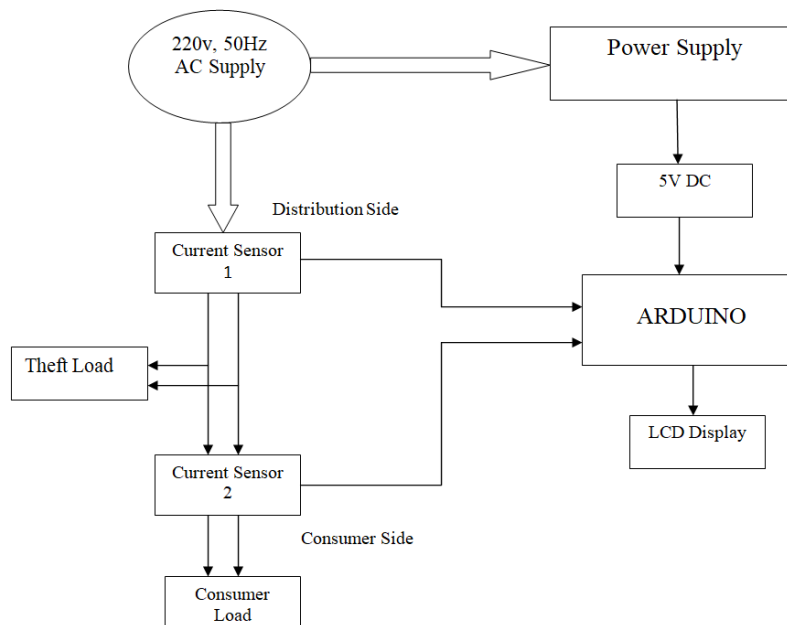 220v, 50Hz
AC Supply
Power Supply
5V DC
Distribution Side
Current Sensor
1
ARDUINO
Theft Load
LCD Display
Current Sensor
2
Consumer Side
Consumer
Load